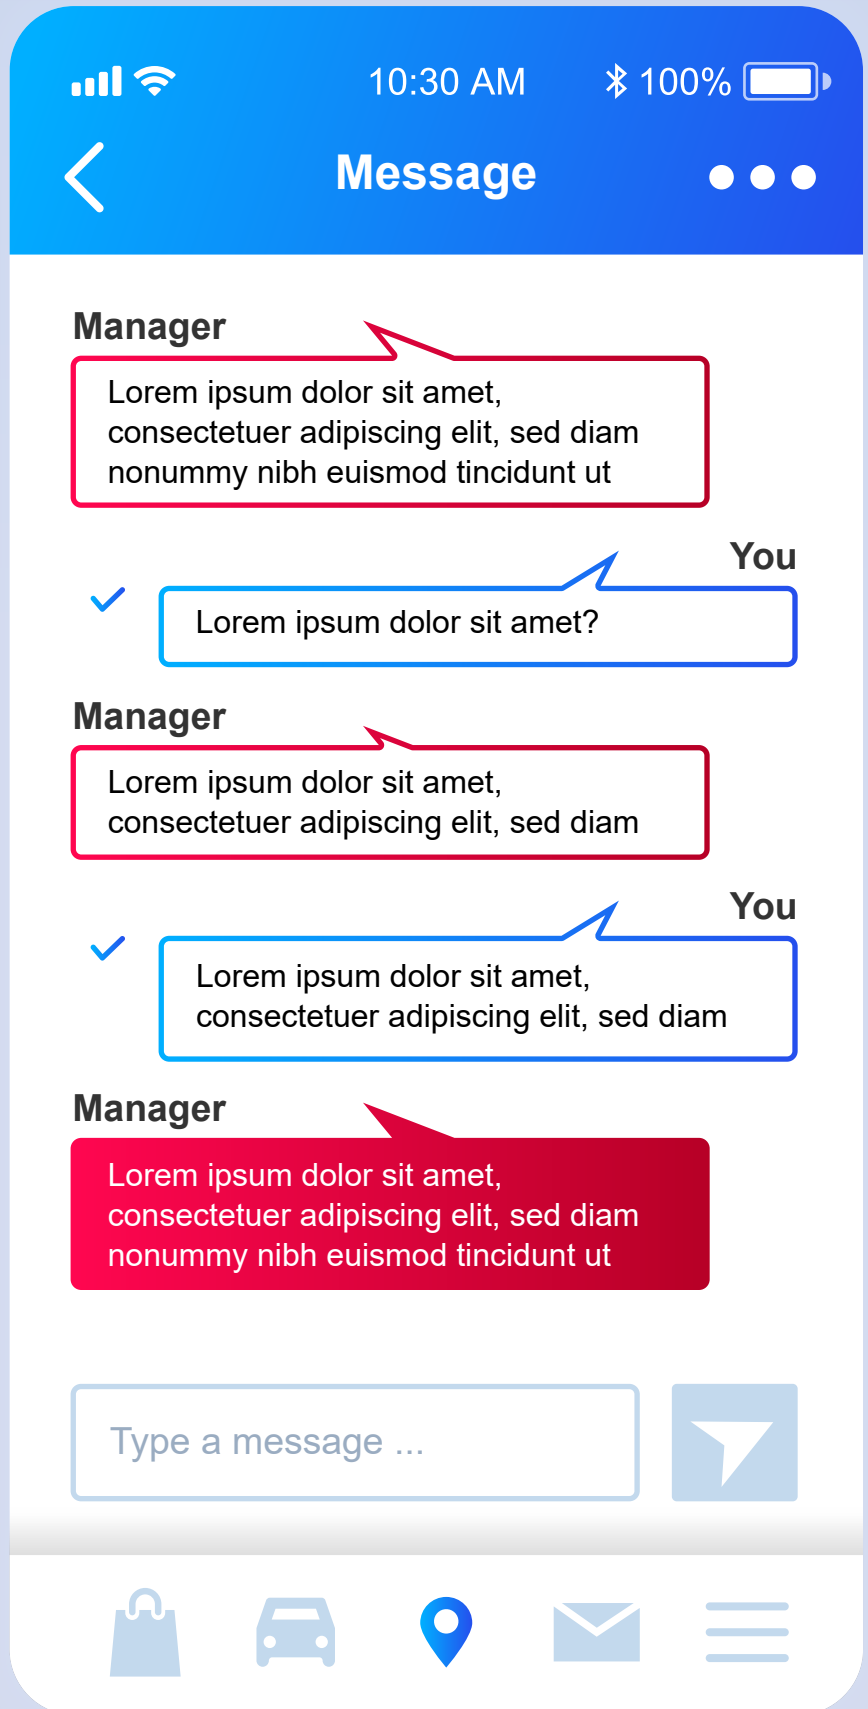 10:30 AM 100%
Message
Manager
Lorem ipsum dolor sit amet,
consectetuer adipiscing elit, sed diam
nonummy nibh euismod tincidunt ut
You
Lorem ipsum dolor sit amet?
Manager
Lorem ipsum dolor sit amet,
consectetuer adipiscing elit, sed diam
You
Lorem ipsum dolor sit amet,
consectetuer adipiscing elit, sed diam
Manager
Lorem ipsum dolor sit amet,
consectetuer adipiscing elit, sed diam
nonummy nibh euismod tincidunt ut
Type a message ...